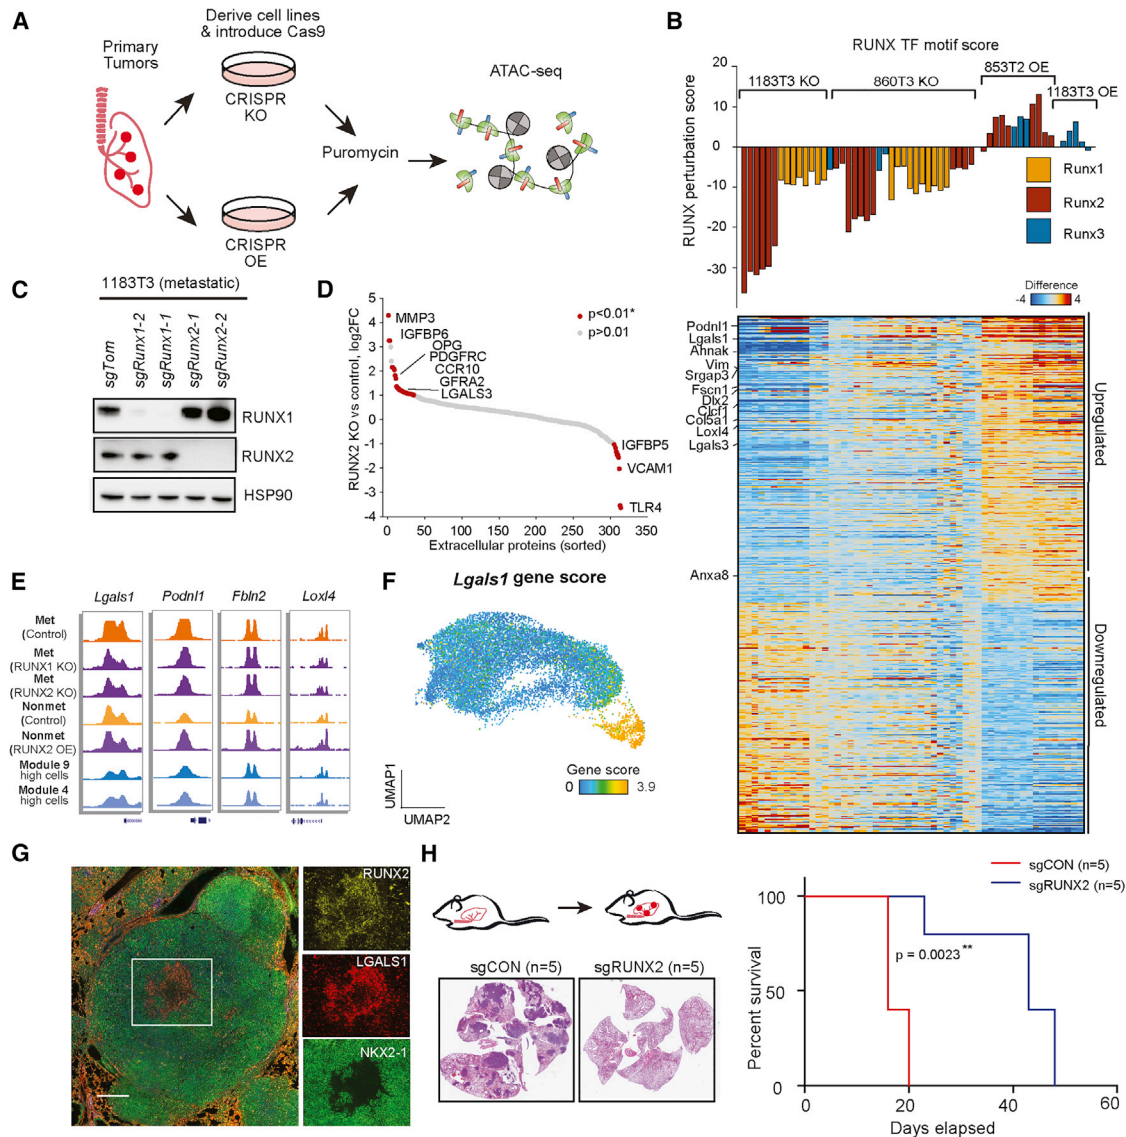 A
Derive cell lines
& introduce Cas9
Primary
Tumors
CRISPR
KO
Puromycin
ATAC-seq
CRISPR
OE
B
RUNX TF motif score
RUNX perturbation score
20
10
0
-10
-20
-30
1183T3 KO
860T3 KO
853T2 OE
1183T3 OE
Runx1
Runx2
Runx3
Difference
-4
4
Podnl1
Lgals1
Ahnak
Vim
Srgap3
Fscn1
Dlx2
Clcf1
Col5a1
Loxl4
Lgals3
Anxa8
Upregulated
Downregulated
C
1183T3 (metastatic)
sgTom
sgRunx1-2
sgRunx1-1
sgRunx2-1
sgRunx2-2
RUNX1
RUNX2
HSP90
D
RUNX2 KO vs control, log2FC
5
4
3
2
1
0
-1
-2
-3
-4
MMP3
IGFBP6
OPG
PDGFRC
CCR10
GFRA2
LGALS3
p<0.01*
p>0.01
IGFBP5
VCAM1
TLR4
0
50
100
150
200
250
300
350
Extracellular proteins (sorted)
E
Lgals1
Podnl1
Fbln2
Loxl4
Met
(Control)
Met
(RUNX1 KO)
Met
(RUNX2 KO)
Nonmet
(Control)
Nonmet
(RUNX2 OE)
Module 9
high cells
Module 4
high cells
F
Lgals1 gene score
Gene score
0
3.9
UMAP1
UMAP2
G
RUNX2
LGALS1
NKX2-1
H
sgCON (n=5)
sgRUNX2 (n=5)
sgCON (n=5)
sgRUNX2 (n=5)
Percent survival
100
50
0
p = 0.0023**
0
20
40
60
Days elapsed